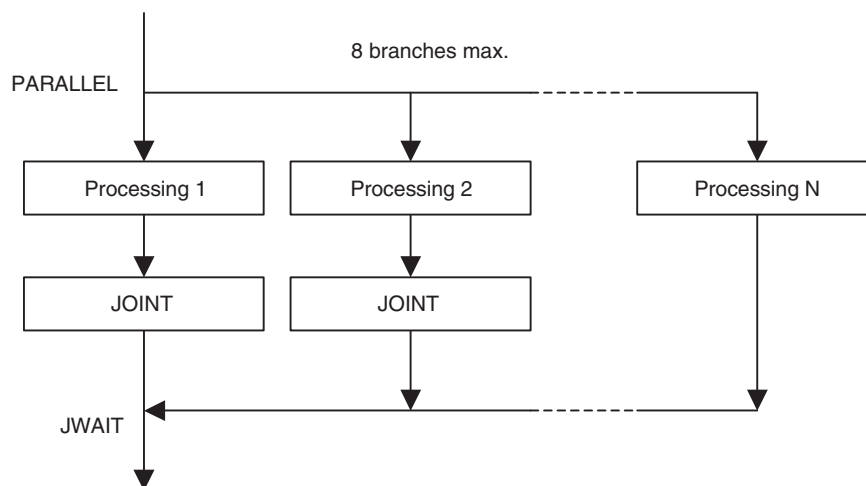 8 branches max.
PARALLEL
Processing 1
Processing 2
Processing N
JOINT
JOINT
JWAIT